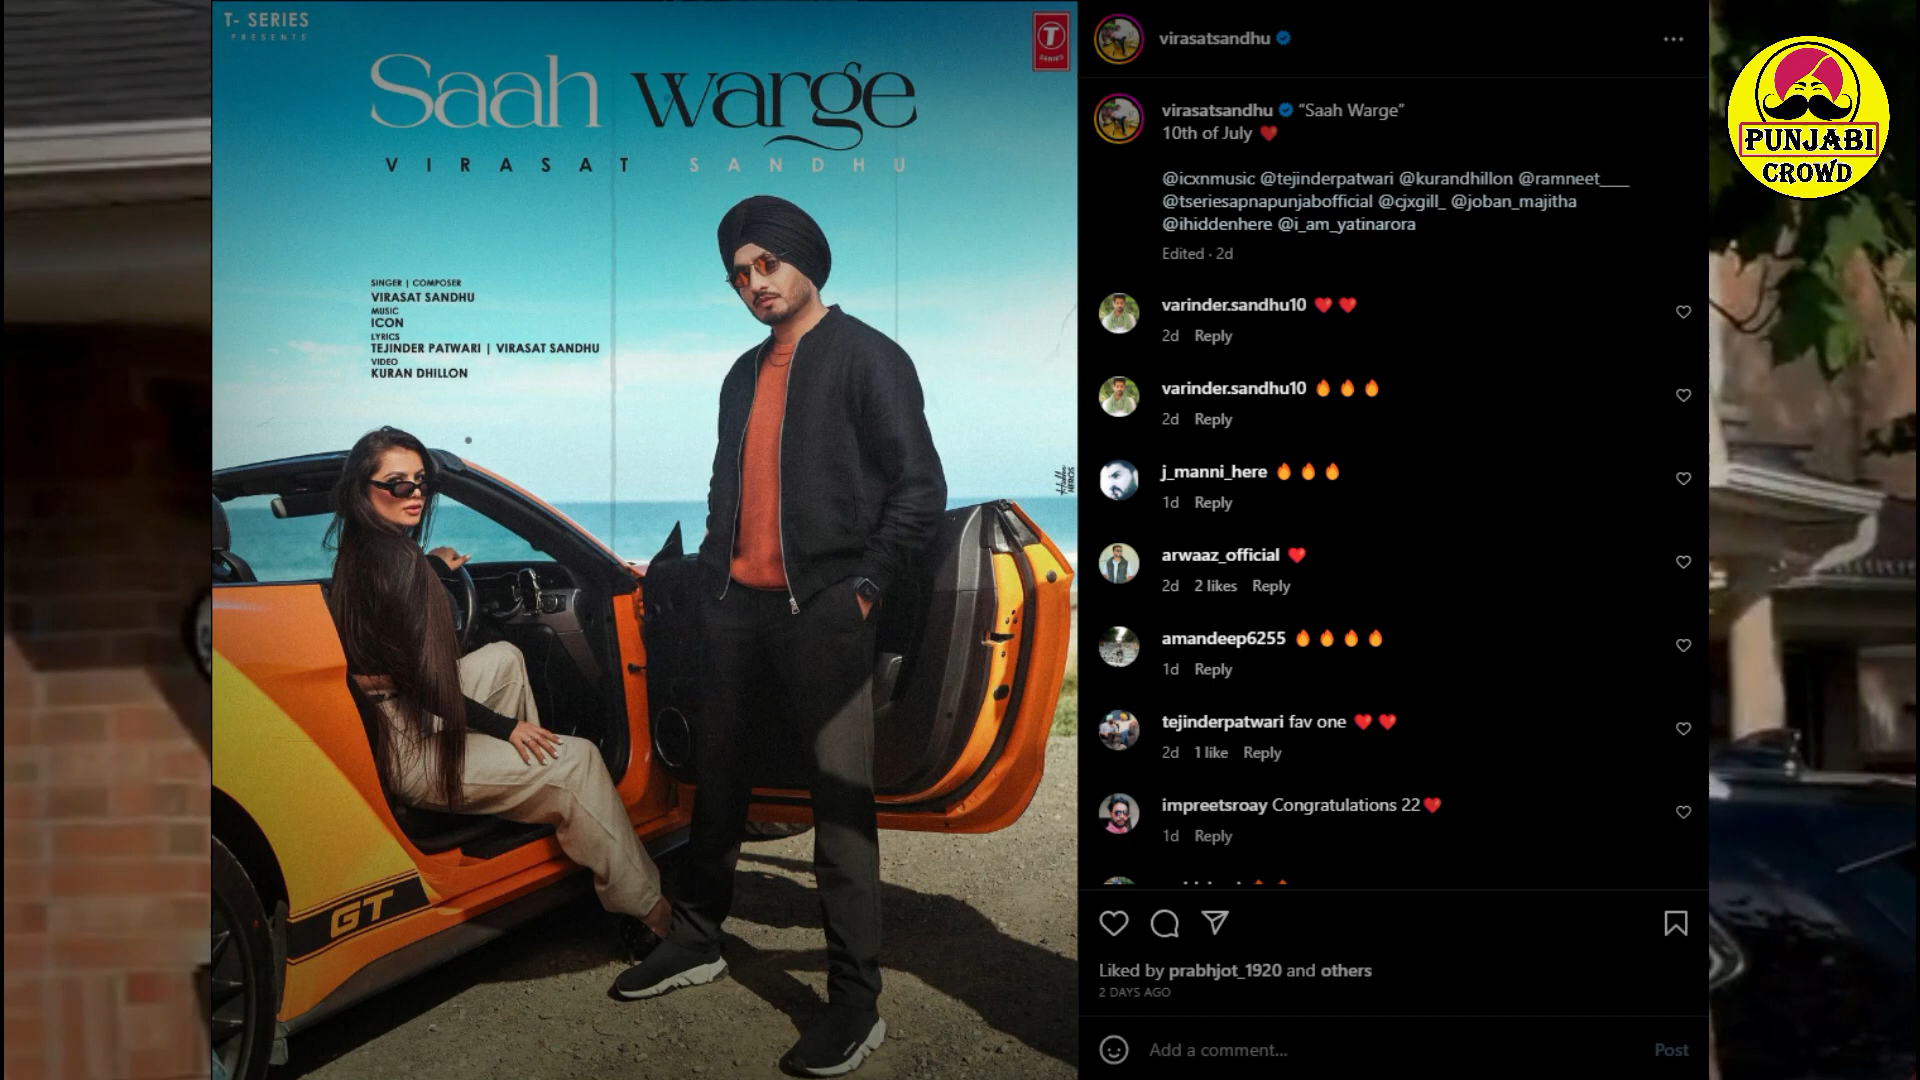 T- SERIES
PRESENTS
T
SERIES
Saah warge
VIRASAT SANDHU
SINGER | COMPOSER
VIRASAT SANDHU
MUSIC
ICON
LYRICS
TEJINDER PATWARI | VIRASAT SANDHU
VIDEO
KURAN DHILLON
GT
virasatsandhu
virasatsandhu “Saah Warge”
10th of July ❤️
@icxnmusic @tejinderpatwari @kurandhillon @ramneet____
@tseriesapnapunjabofficial @cjxgill_ @joban_majitha
@ihiddenhere @i_am_yatinarora
Edited · 2d
varinder.sandhu10 ❤️ ❤️
2d Reply
varinder.sandhu10 🔥 🔥 🔥
2d Reply
j_manni_here 🔥 🔥 🔥
1d Reply
arwaaz_official ❤️
2d 2 likes Reply
amandeep6255 🔥 🔥 🔥 🔥
1d Reply
tejinderpatwari fav one ❤️ ❤️
2d 1 like Reply
impreetsroay Congratulations 22❤️
1d Reply
Liked by prabhjot_1920 and others
2 DAYS AGO
Add a comment...
Post
PUNJABI
CROWD